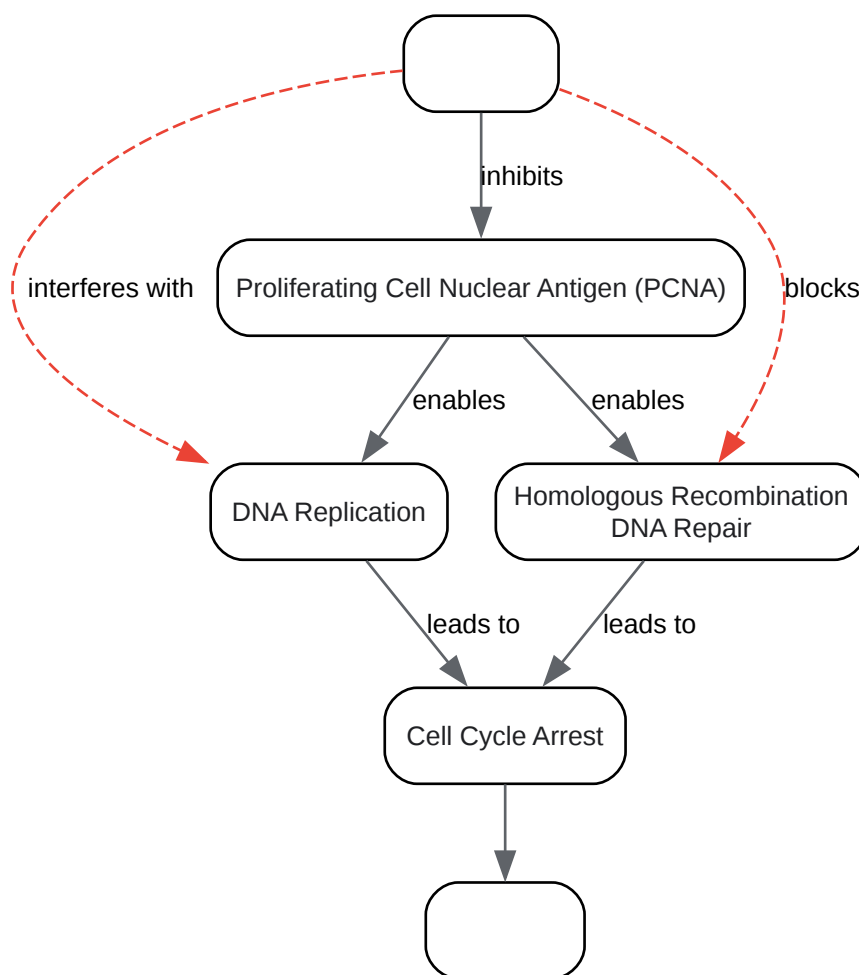 inhibits
interferes with
Proliferating Cell Nuclear Antigen (PCNA)
blocks
enables
enables
DNA Replication
Homologous Recombination
DNA Repair
leads to
leads to
Cell Cycle Arrest